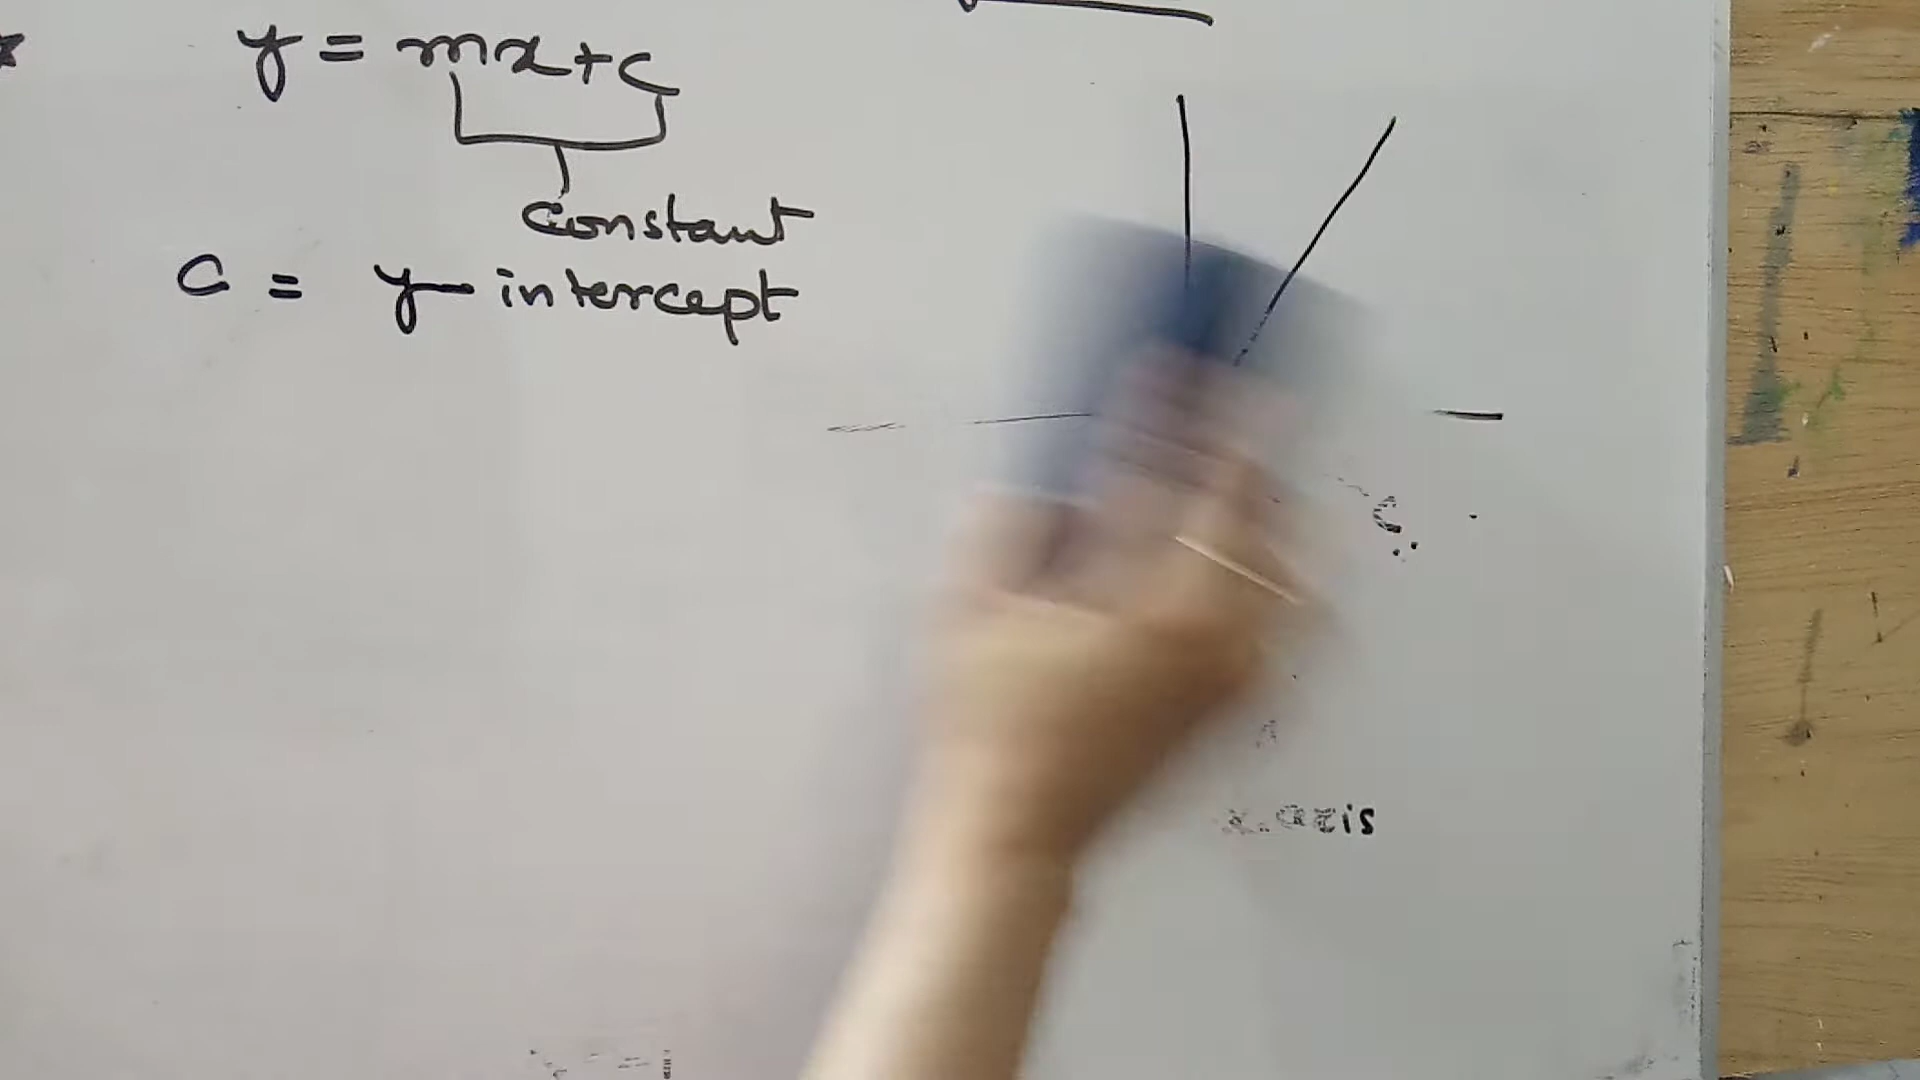 y = mx+c
constant
c = y-intercept
c
x.axis